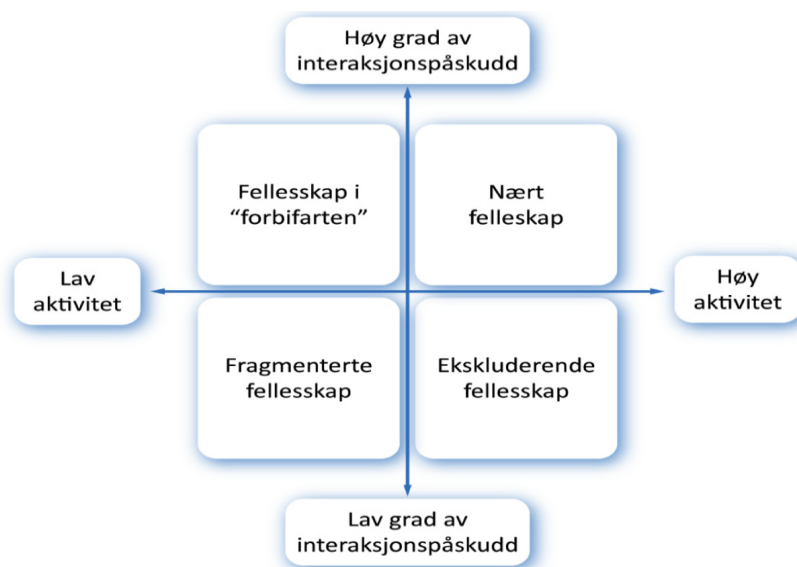 Høy grad av
interaksjonspåskudd
Fellesskap i
“forbifarten”
Nært
felleskap
Lav
aktivitet
Høy
aktivitet
Fragmenterte
fellesskap
Ekskluderende
fellesskap
Lav grad av
interaksjonspåskudd